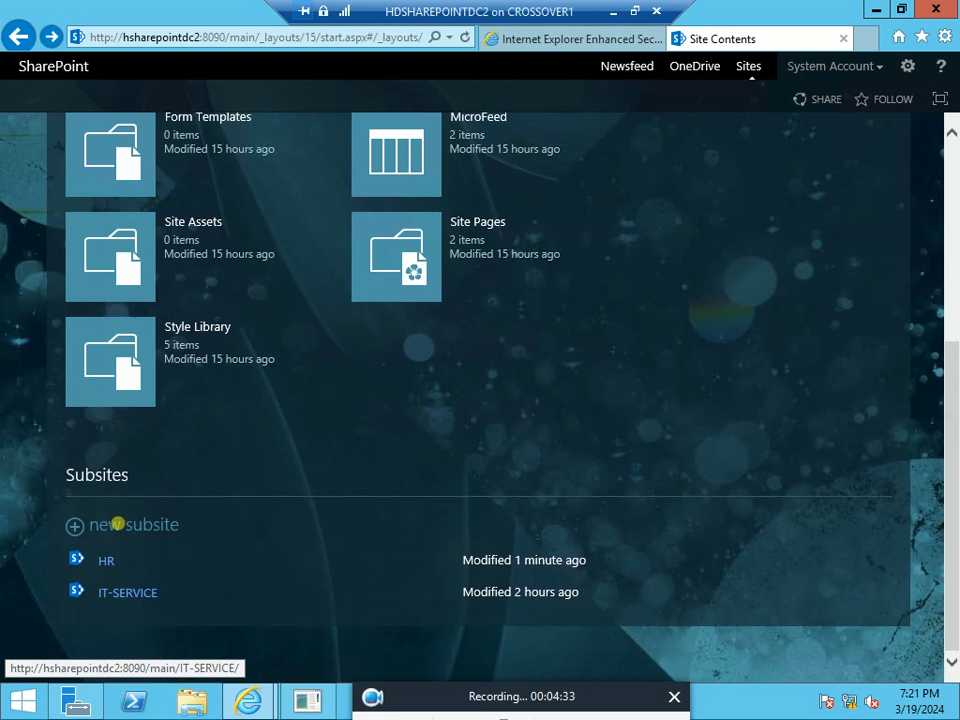 HDSHAREPOINTDC2 on CROSSOVER1
http://hsharepointdc2:8090/main/_layouts/15/start.aspx#/_layouts/
Internet Explorer Enhanced Sec...
Site Contents
SharePoint
Newsfeed
OneDrive
Sites
System Account
SHARE
FOLLOW
Form Templates
0 items
Modified 15 hours ago
MicroFeed
2 items
Modified 15 hours ago
Site Assets
0 items
Modified 15 hours ago
Site Pages
2 items
Modified 15 hours ago
Style Library
5 items
Modified 15 hours ago
Subsites
new subsite
HR
Modified 1 minute ago
IT-SERVICE
Modified 2 hours ago
http://hsharepointdc2:8090/main/IT-SERVICE/
Recording... 00:04:33
7:21 PM
3/19/2024